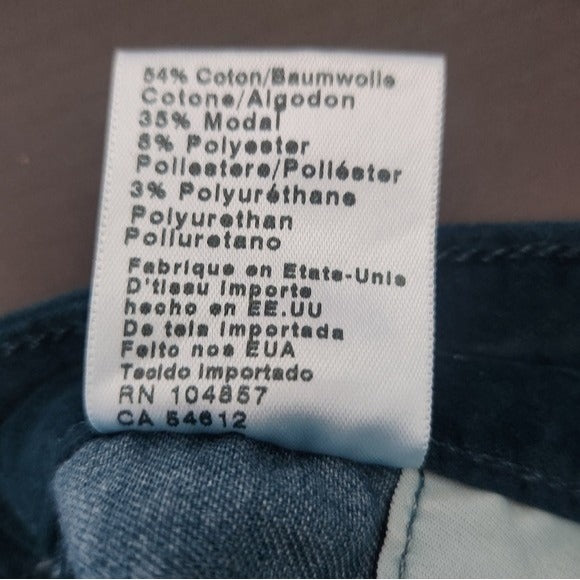 54% Coton/Baumwolle
Cotone/Algodon
35% Modal
8% Polyester
Poliestere/Poliéster
3% Polyuréthane
Polyurethan
Poliuretano
Fabrique en Etats-Unis
D'tissu importe
hecho en EE.UU
De tela importada
Feito nos EUA
Tecido importado
RN 104857
CA 54612